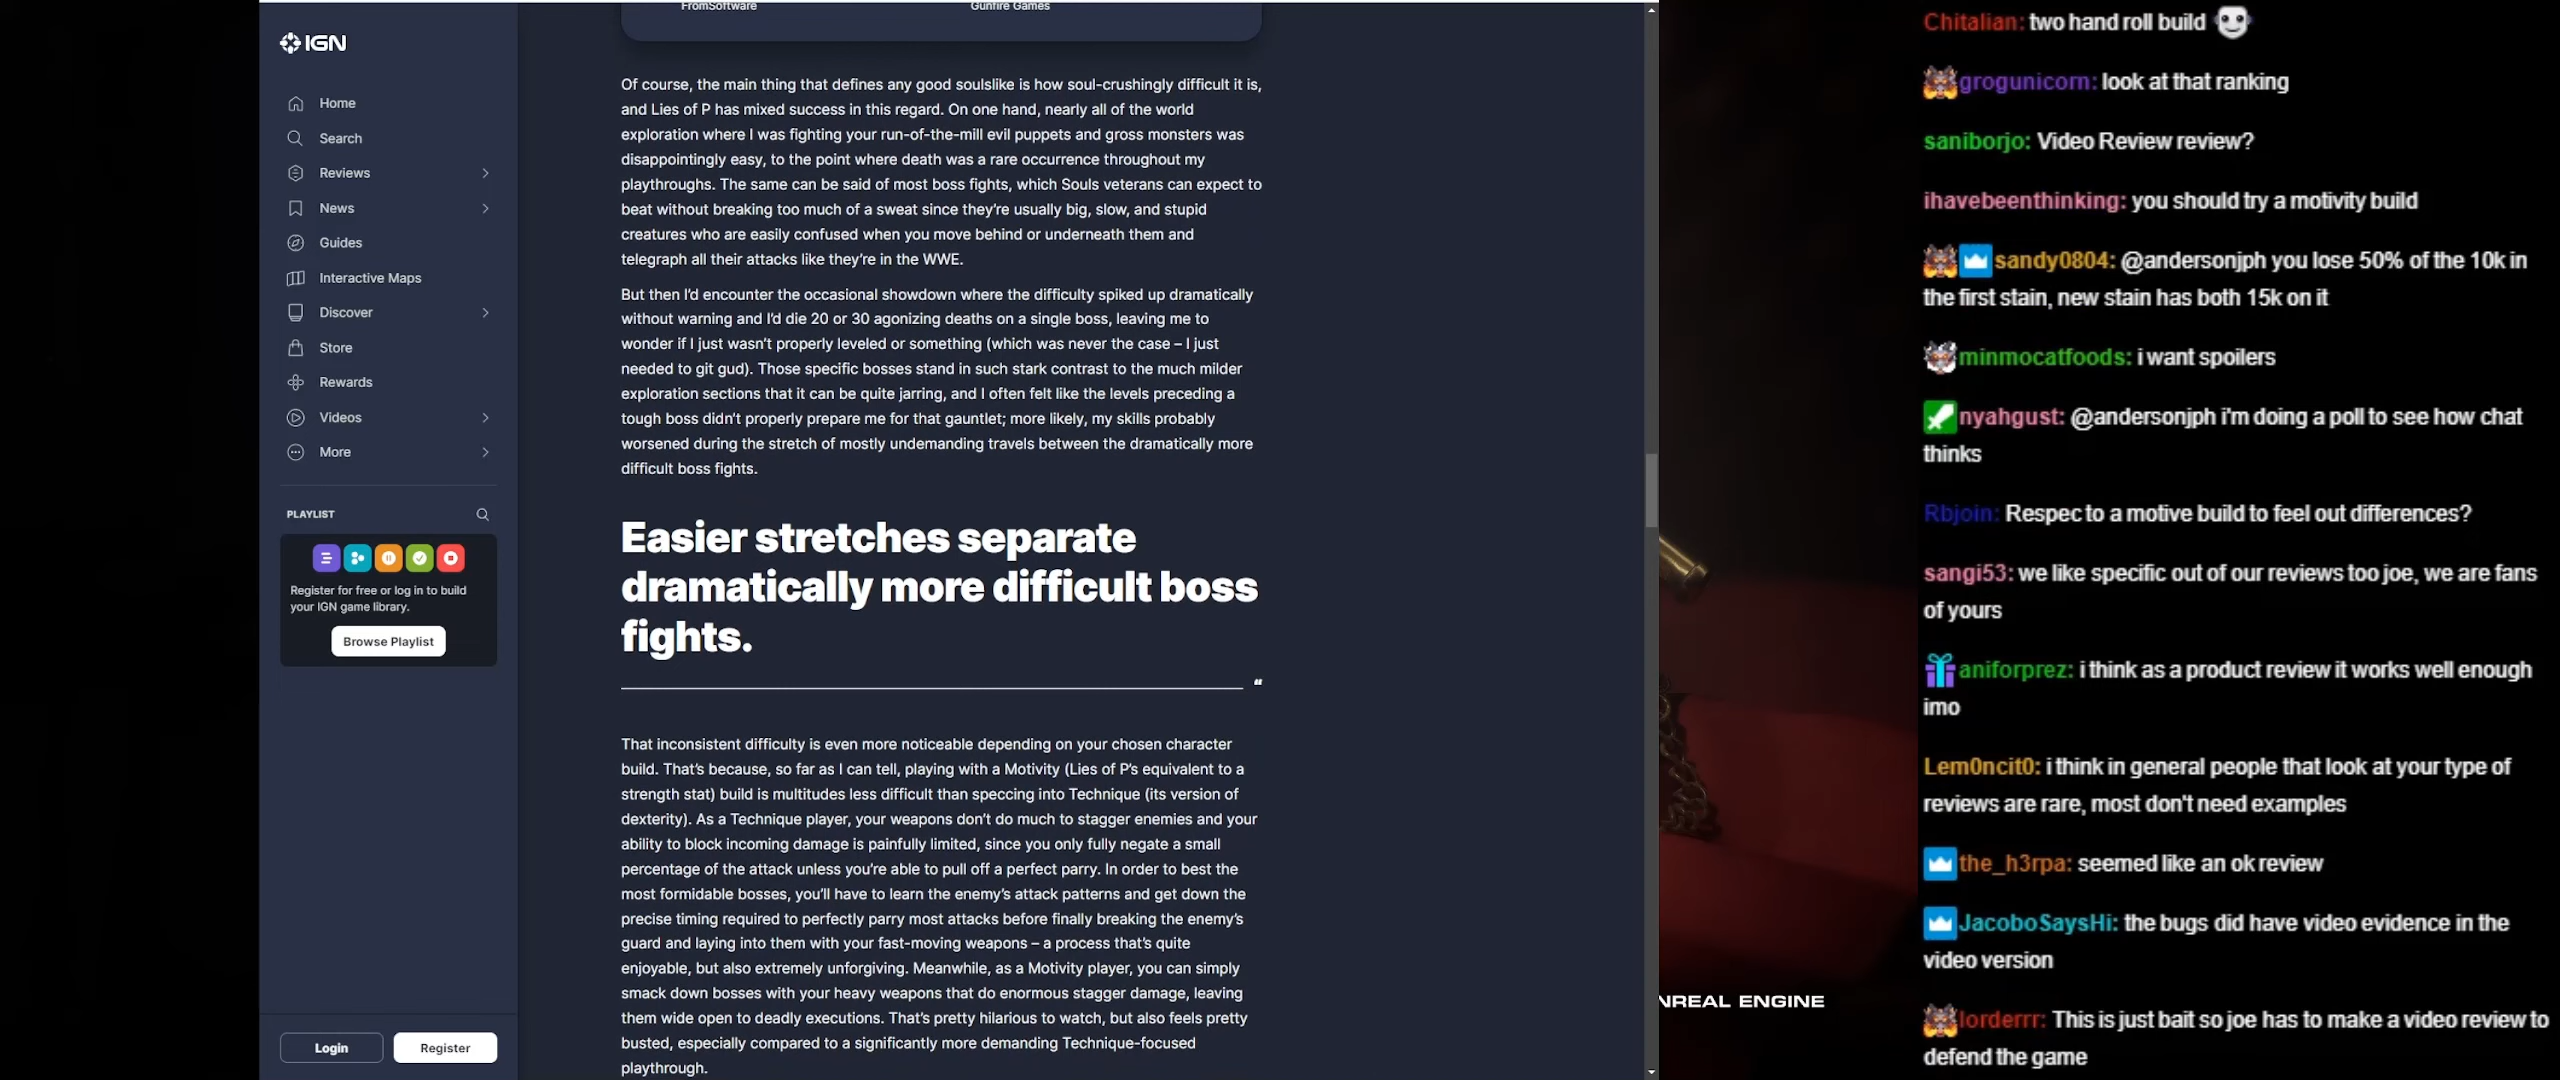 FromSoftware
Gunfire Games
IGN
Home
Search
Reviews
News
Guides
Interactive Maps
Discover
Store
Rewards
Videos
More
PLAYLIST
Register for free or log in to build
your IGN game library.
Browse Playlist
Login
Register
Of course, the main thing that defines any good soulslike is how soul-crushingly difficult it is,
and Lies of P has mixed success in this regard. On one hand, nearly all of the world
exploration where I was fighting your run-of-the-mill evil puppets and gross monsters was
disappointingly easy, to the point where death was a rare occurrence throughout my
playthroughs. The same can be said of most boss fights, which Souls veterans can expect to
beat without breaking too much of a sweat since they’re usually big, slow, and stupid
creatures who are easily confused when you move behind or underneath them and
telegraph all their attacks like they’re in the WWE.
But then I’d encounter the occasional showdown where the difficulty spiked up dramatically
without warning and I’d die 20 or 30 agonizing deaths on a single boss, leaving me to
wonder if I just wasn’t properly leveled or something (which was never the case – I just
needed to git gud). Those specific bosses stand in such stark contrast to the much milder
exploration sections that it can be quite jarring, and I often felt like the levels preceding a
tough boss didn’t properly prepare me for that gauntlet; more likely, my skills probably
worsened during the stretch of mostly undemanding travels between the dramatically more
difficult boss fights.
Easier stretches separate
dramatically more difficult boss
fights.
“
That inconsistent difficulty is even more noticeable depending on your chosen character
build. That’s because, so far as I can tell, playing with a Motivity (Lies of P’s equivalent to a
strength stat) build is multitudes less difficult than speccing into Technique (its version of
dexterity). As a Technique player, your weapons don’t do much to stagger enemies and your
ability to block incoming damage is painfully limited, since you only fully negate a small
percentage of the attack unless you’re able to pull off a perfect parry. In order to best the
most formidable bosses, you’ll have to learn the enemy’s attack patterns and get down the
precise timing required to perfectly parry most attacks before finally breaking the enemy’s
guard and laying into them with your fast-moving weapons – a process that’s quite
enjoyable, but also extremely unforgiving. Meanwhile, as a Motivity player, you can simply
smack down bosses with your heavy weapons that do enormous stagger damage, leaving
them wide open to deadly executions. That’s pretty hilarious to watch, but also feels pretty
busted, especially compared to a significantly more demanding Technique-focused
playthrough.
NREAL ENGINE
Chitalian: two hand roll build
grogunicorn: look at that ranking
saniborjo: Video Review review?
ihavebeenthinking: you should try a motivity build
sandy0804: @andersonjph you lose 50% of the 10k in
the first stain, new stain has both 15k on it
minmocatfoods: i want spoilers
nyahgust: @andersonjph i'm doing a poll to see how chat
thinks
Rbjoin: Respec to a motive build to feel out differences?
sangi53: we like specific out of our reviews too joe, we are fans
of yours
aniforprez: i think as a product review it works well enough
imo
Lem0ncit0: i think in general people that look at your type of
reviews are rare, most don't need examples
the_h3rpa: seemed like an ok review
JacoboSaysHi: the bugs did have video evidence in the
video version
lorderrr: This is just bait so joe has to make a video review to
defend the game